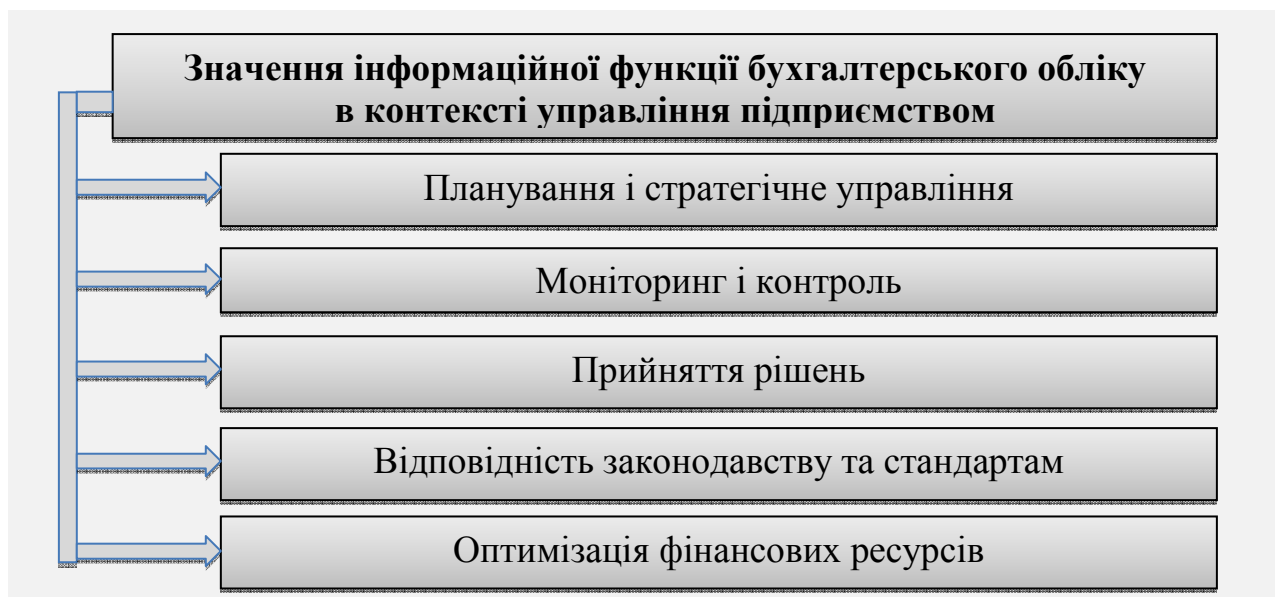 Значення інформаційної функції бухгалтерського обліку
в контексті управління підприємством
Планування і стратегічне управління
Моніторинг і контроль
Прийняття рішень
Відповідність законодавству та стандартам
Оптимізація фінансових ресурсів